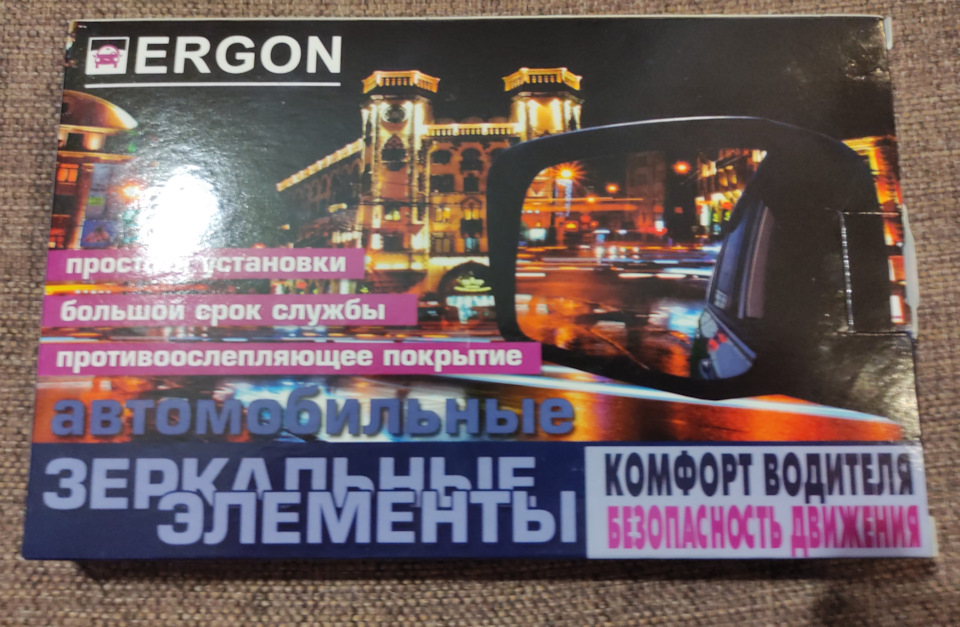 ERGON
простота установки
большой срок службы
противоослепляющее покрытие
автомобильные
ЗЕРКАЛЬНЫЕ
ЭЛЕМЕНТЫ
КОМФОРТ ВОДИТЕЛЯ
БЕЗОПАСНОСТЬ ДВИЖЕНИЯ